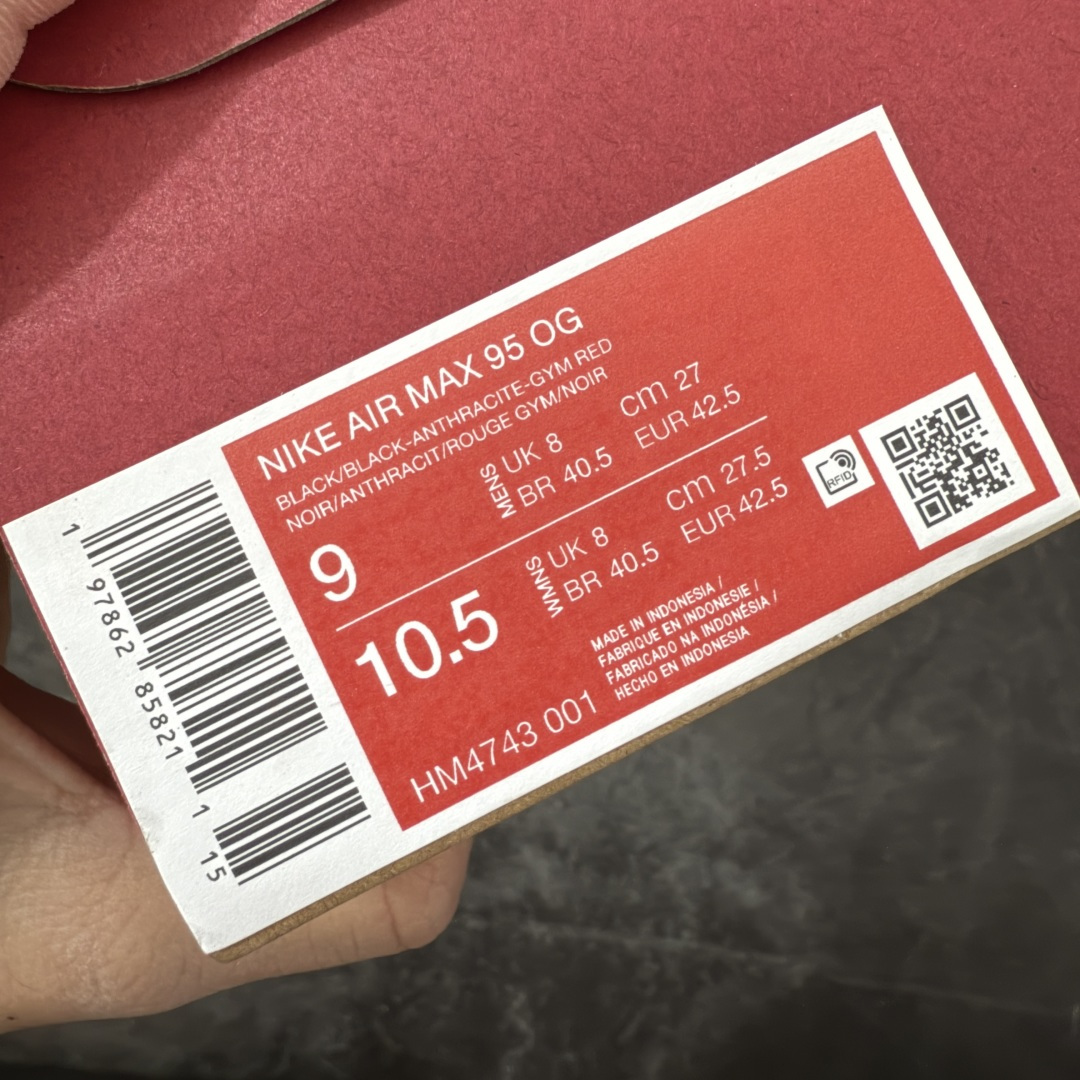 NIKE AIR MAX 95 OG
BLACK/BLACK-ANTHRACITE-GYM RED
NOIR/ANTHRACIT/ROUGE GYM/NOIR
9
MENS
UK 8
cm 27
BR 40.5
EUR 42.5
10.5
WMNS
UK 8
cm 27.5
BR 40.5
EUR 42.5
HM4743 001
MADE IN INDONESIA /
FABRIQUE EN INDONESIE /
FABRICADO NA INDONÉSIA /
HECHO EN INDONESIA
RFID
1 97862 85821 1
15